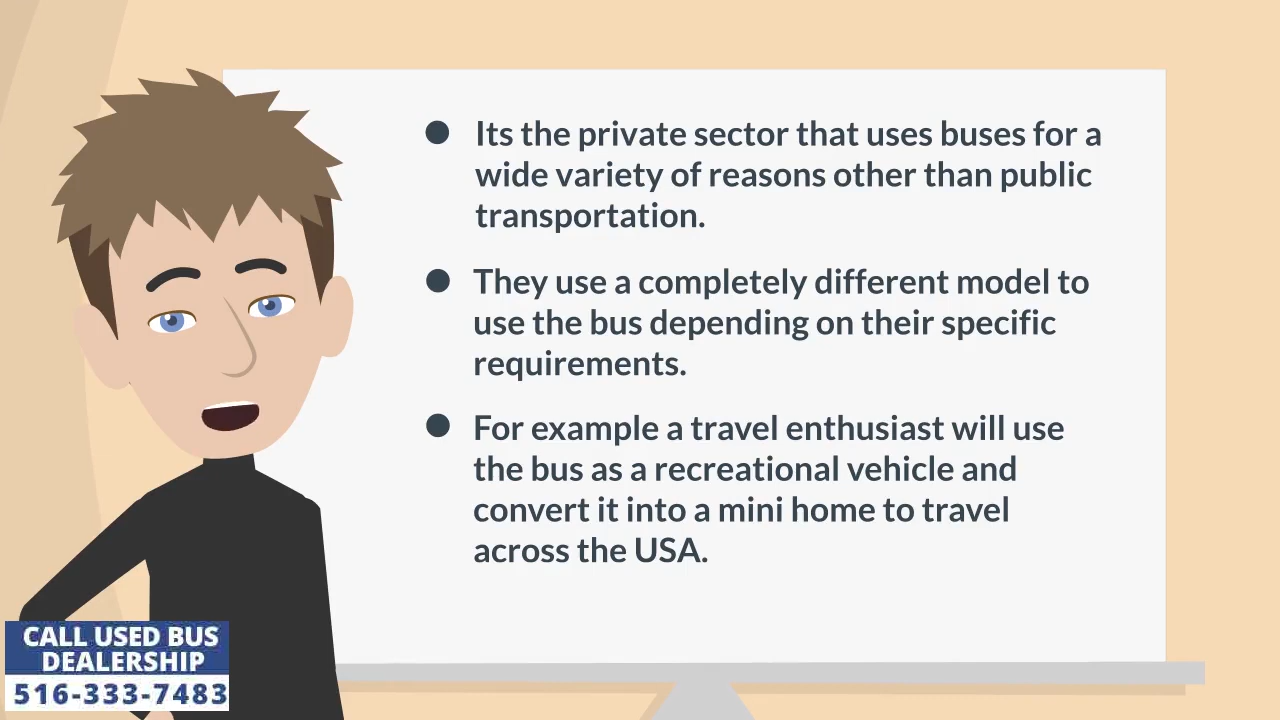 Its the private sector that uses buses for a
wide variety of reasons other than public
transportation.
They use a completely different model to
use the bus depending on their specific
requirements.
For example a travel enthusiast will use
the bus as a recreational vehicle and
convert it into a mini home to travel
across the USA.
CALL USED BUS
DEALERSHIP
516-333-7483